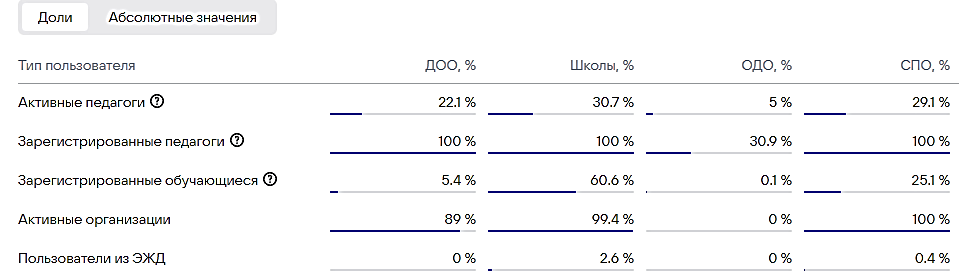 Доли Абсолютные значения
Тип пользователя ДОО, % Школы, % ОДО, % СПО, %
Активные педагоги ? 22.1 % 30.7 % 5 % 29.1 %
Зарегистрированные педагоги ? 100 % 100 % 30.9 % 100 %
Зарегистрированные обучающиеся ? 5.4 % 60.6 % 0.1 % 25.1 %
Активные организации 89 % 99.4 % 0 % 100 %
Пользователи из ЭЖД 0 % 2.6 % 0 % 0.4 %